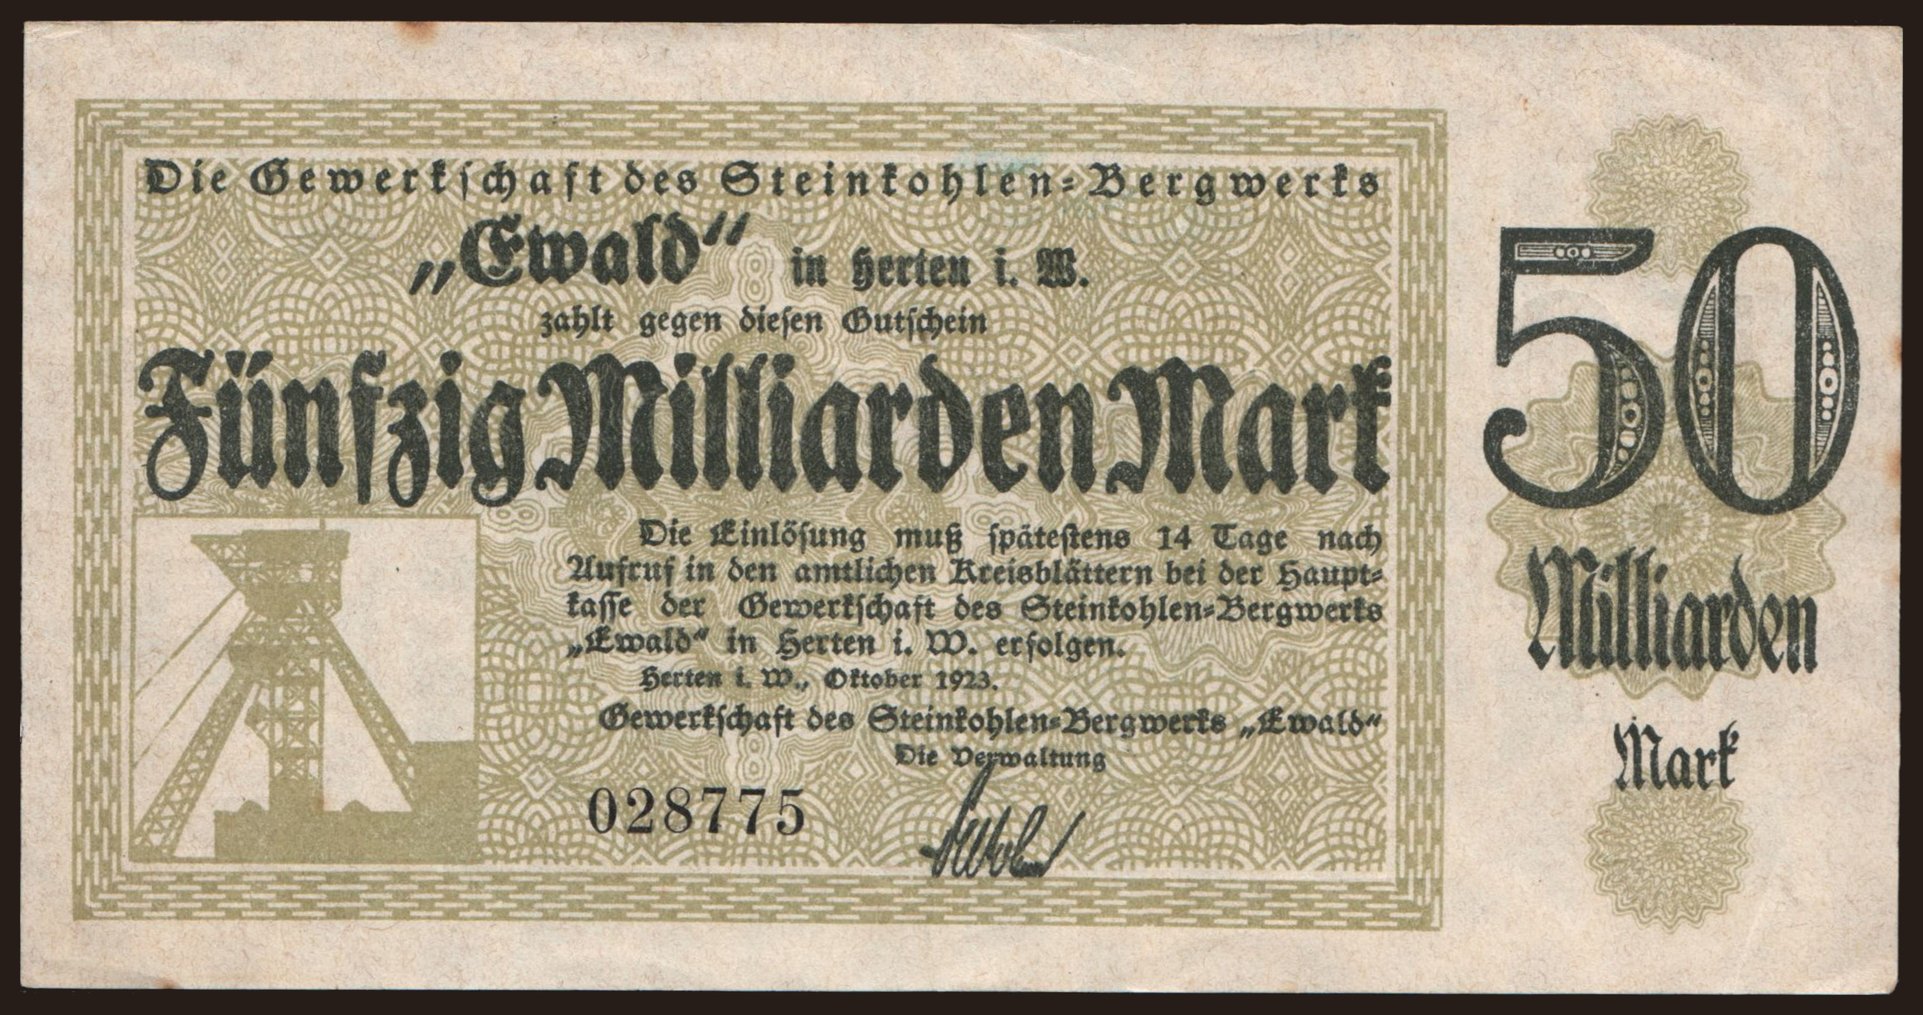 Die Gewerkschaft des Steinkohlen-Bergwerks
„Ewald“ in Herten i. W.
zahlt gegen diesen Gutschein
Fünfzig Milliarden Mark
Die Einlösung muß spätestens 14 Tage nach
Aufruf in den amtlichen Kreisblättern bei der Haupt-
kasse der Gewerkschaft des Steinkohlen-Bergwerks
„Ewald“ in Herten i. W. erfolgen.
Herten i. W., Oktober 1923.
Gewerkschaft des Steinkohlen-Bergwerks „Ewald“
Die Verwaltung
028775
50
Milliarden
Mark